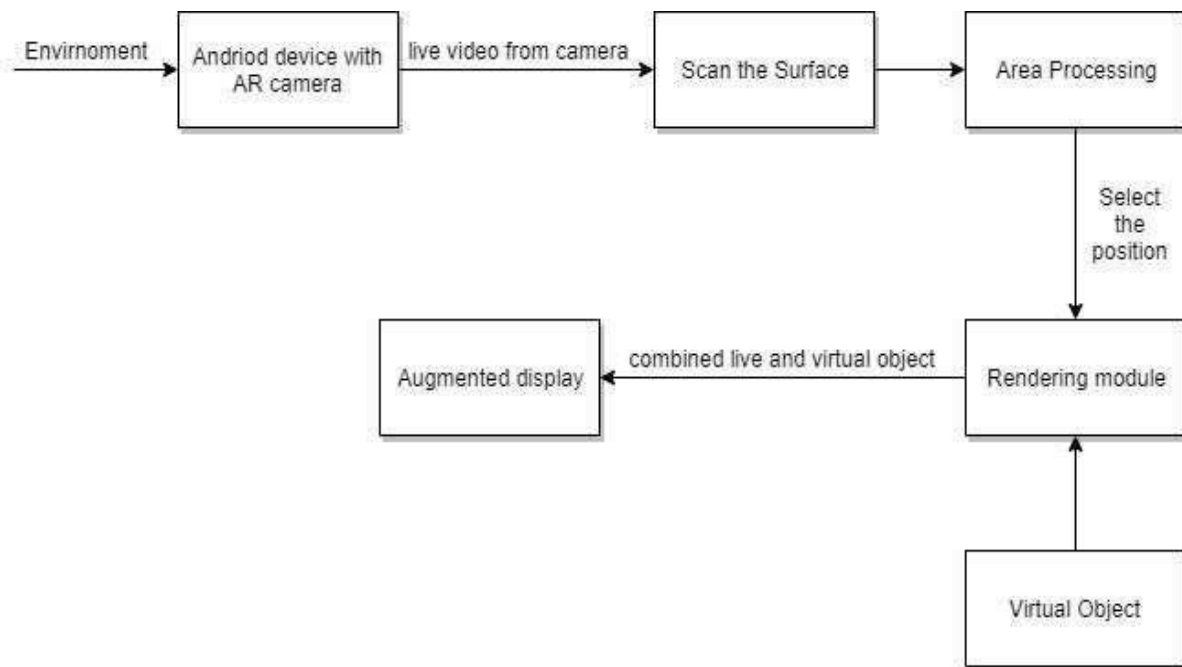 Envirnoment
Andriod device with
AR camera
live video from camera
Scan the Surface
Area Processing
Select
the
position
Rendering module
combined live and virtual object
Augmented display
Virtual Object